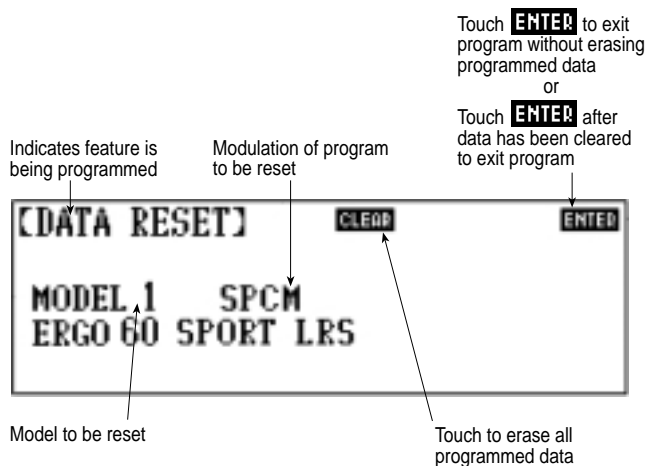 Touch ENTER to exit
program without erasing
programmed data
or
Touch ENTER after
data has been cleared
to exit program
Indicates feature is
being programmed
Modulation of program
to be reset
[DATA RESET] CLEAR ENTER
MODEL 1 SPCM
ERGO 60 SPORT LRS
Model to be reset
Touch to erase all
programmed data